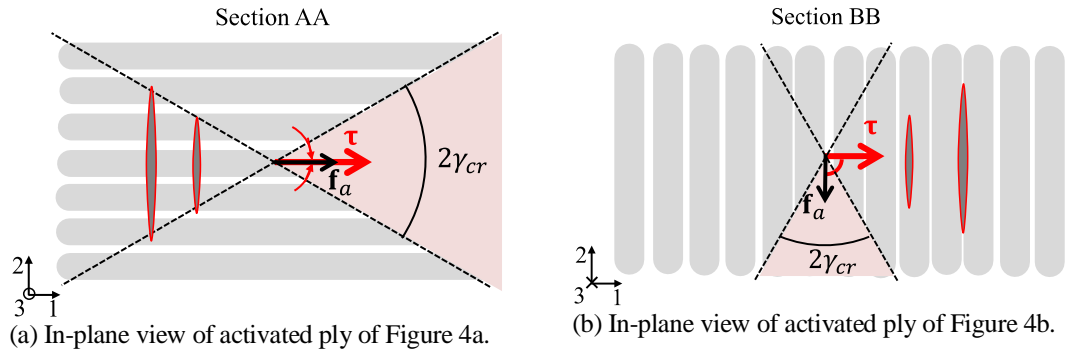 Section AA
τ
f_a
2γ_cr
2
3
1
(a) In-plane view of activated ply of Figure 4a.
Section BB
τ
f_a
2γ_cr
2
3
1
(b) In-plane view of activated ply of Figure 4b.